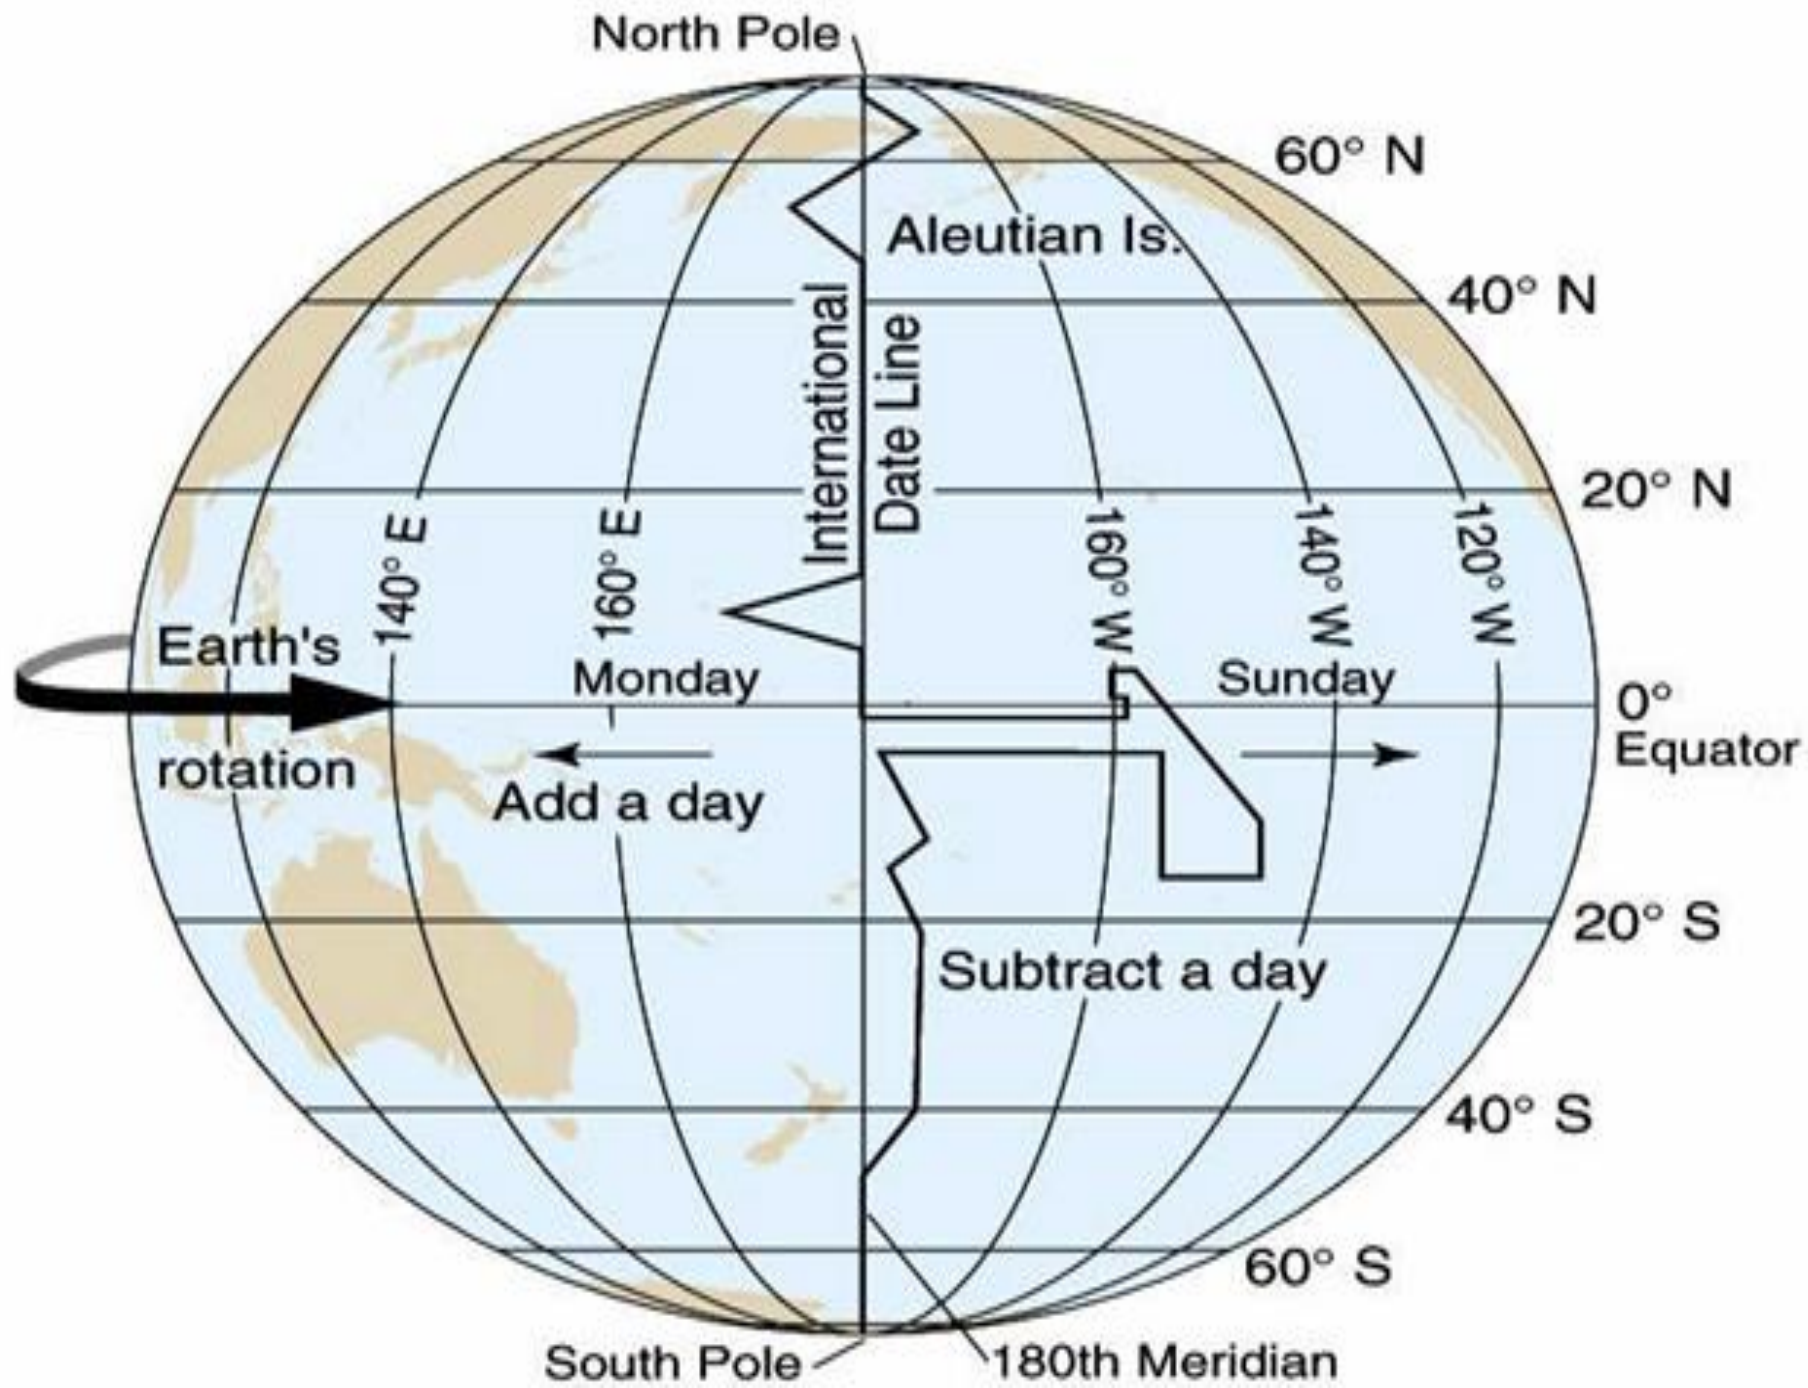 North Pole
60° N
Aleutian Is.
40° N
International
Date Line
20° N
140° E
160° E
160° W
140° W
120° W
Earth's
rotation
Monday
Sunday
0°
Equator
Add a day
20° S
Subtract a day
40° S
60° S
South Pole
180th Meridian